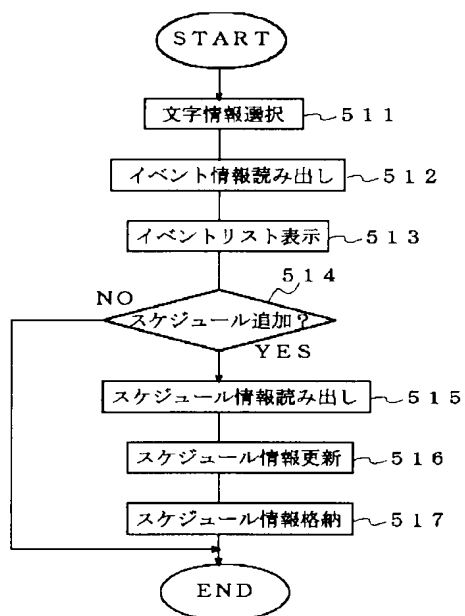 START
文字情報選択 511
イベント情報読み出し 512
イベントリスト表示 513
514
NO
スケジュール追加？
YES
スケジュール情報読み出し 515
スケジュール情報更新 516
スケジュール情報格納 517
END